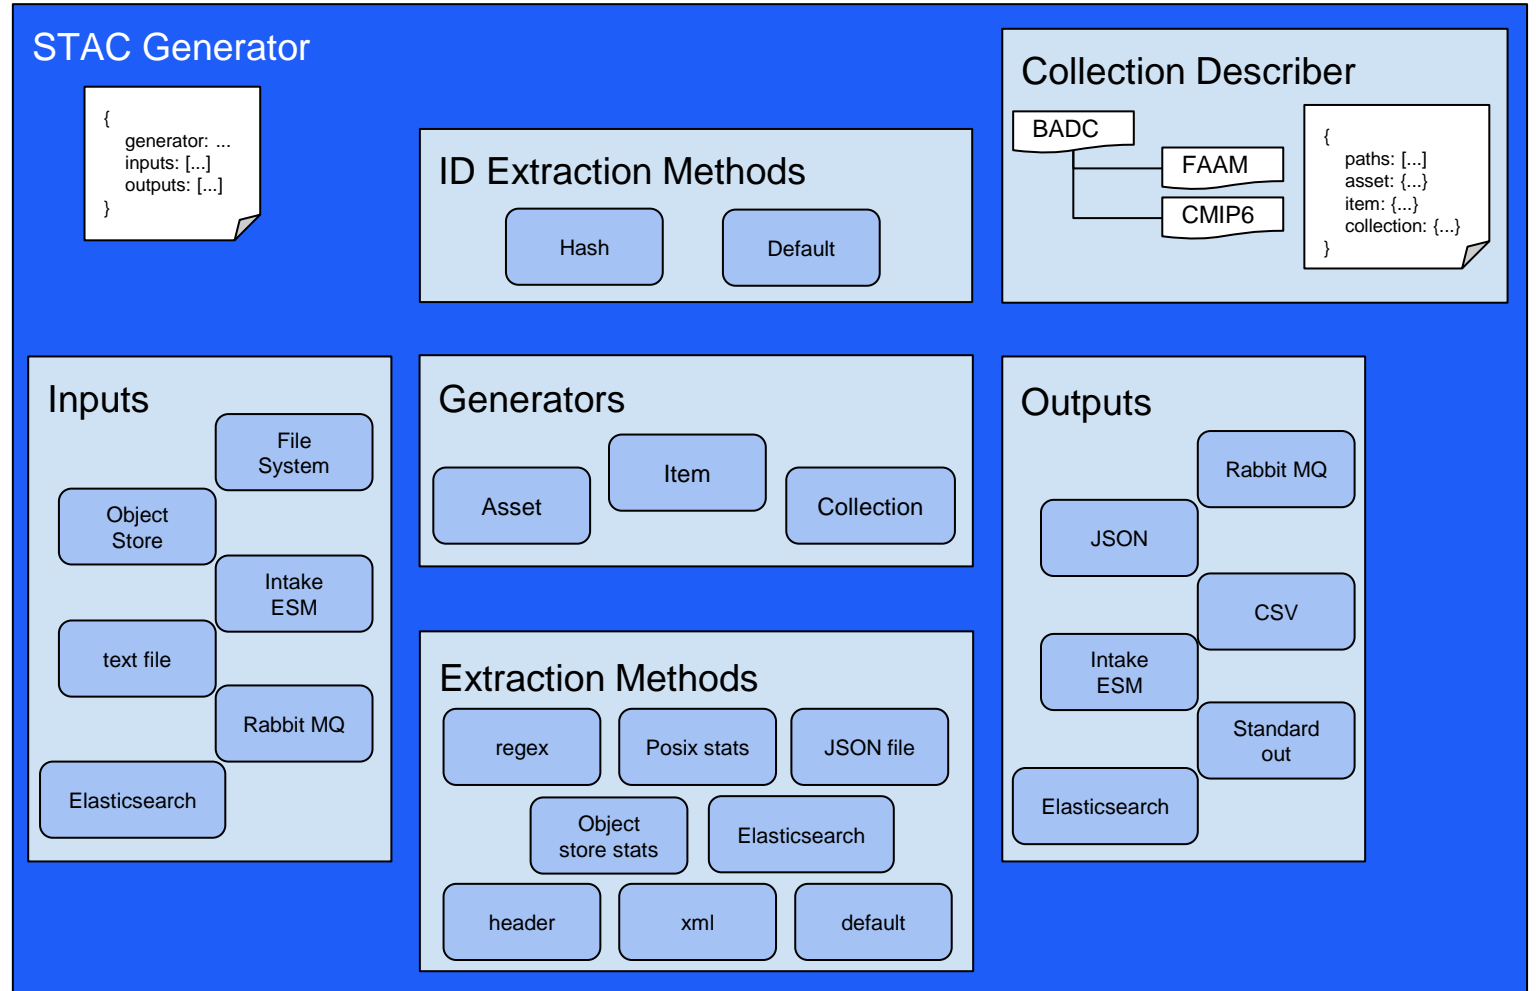 STAC Generator
{
generator: ...
inputs: [...]
outputs: [...]
}
ID Extraction Methods
Hash
Default
Collection Describer
BADC
FAAM
CMIP6
{
paths: [...]
asset: {...}
item: {...}
collection: {...}
}
Inputs
File
System
Object
Store
Intake
ESM
text file
Rabbit MQ
Elasticsearch
Generators
Asset
Item
Collection
Extraction Methods
regex
Posix stats
JSON file
Object
store stats
Elasticsearch
header
xml
default
Outputs
Rabbit MQ
JSON
CSV
Intake
ESM
Standard
out
Elasticsearch